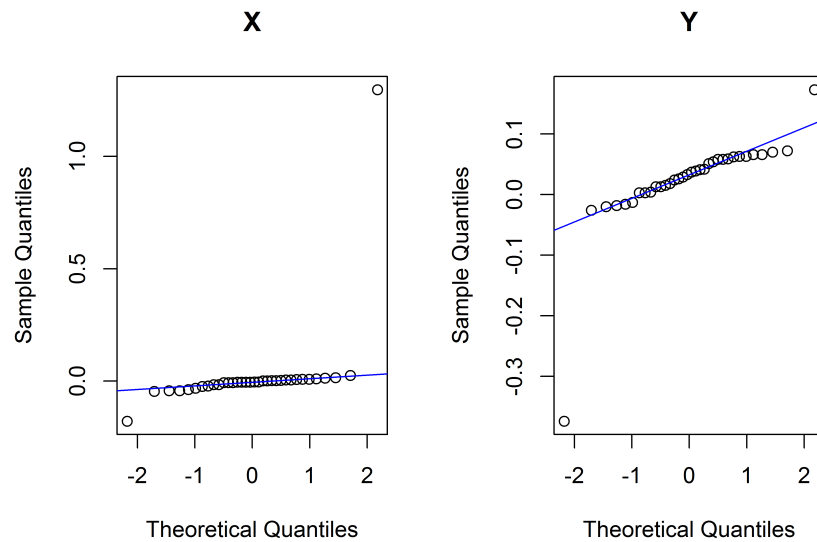 X
1.0
0.5
0.0
Sample Quantiles
-2 -1 0 1 2
Theoretical Quantiles
Y
0.1
0.0
-0.1
-0.2
-0.3
Sample Quantiles
-2 -1 0 1 2
Theoretical Quantiles